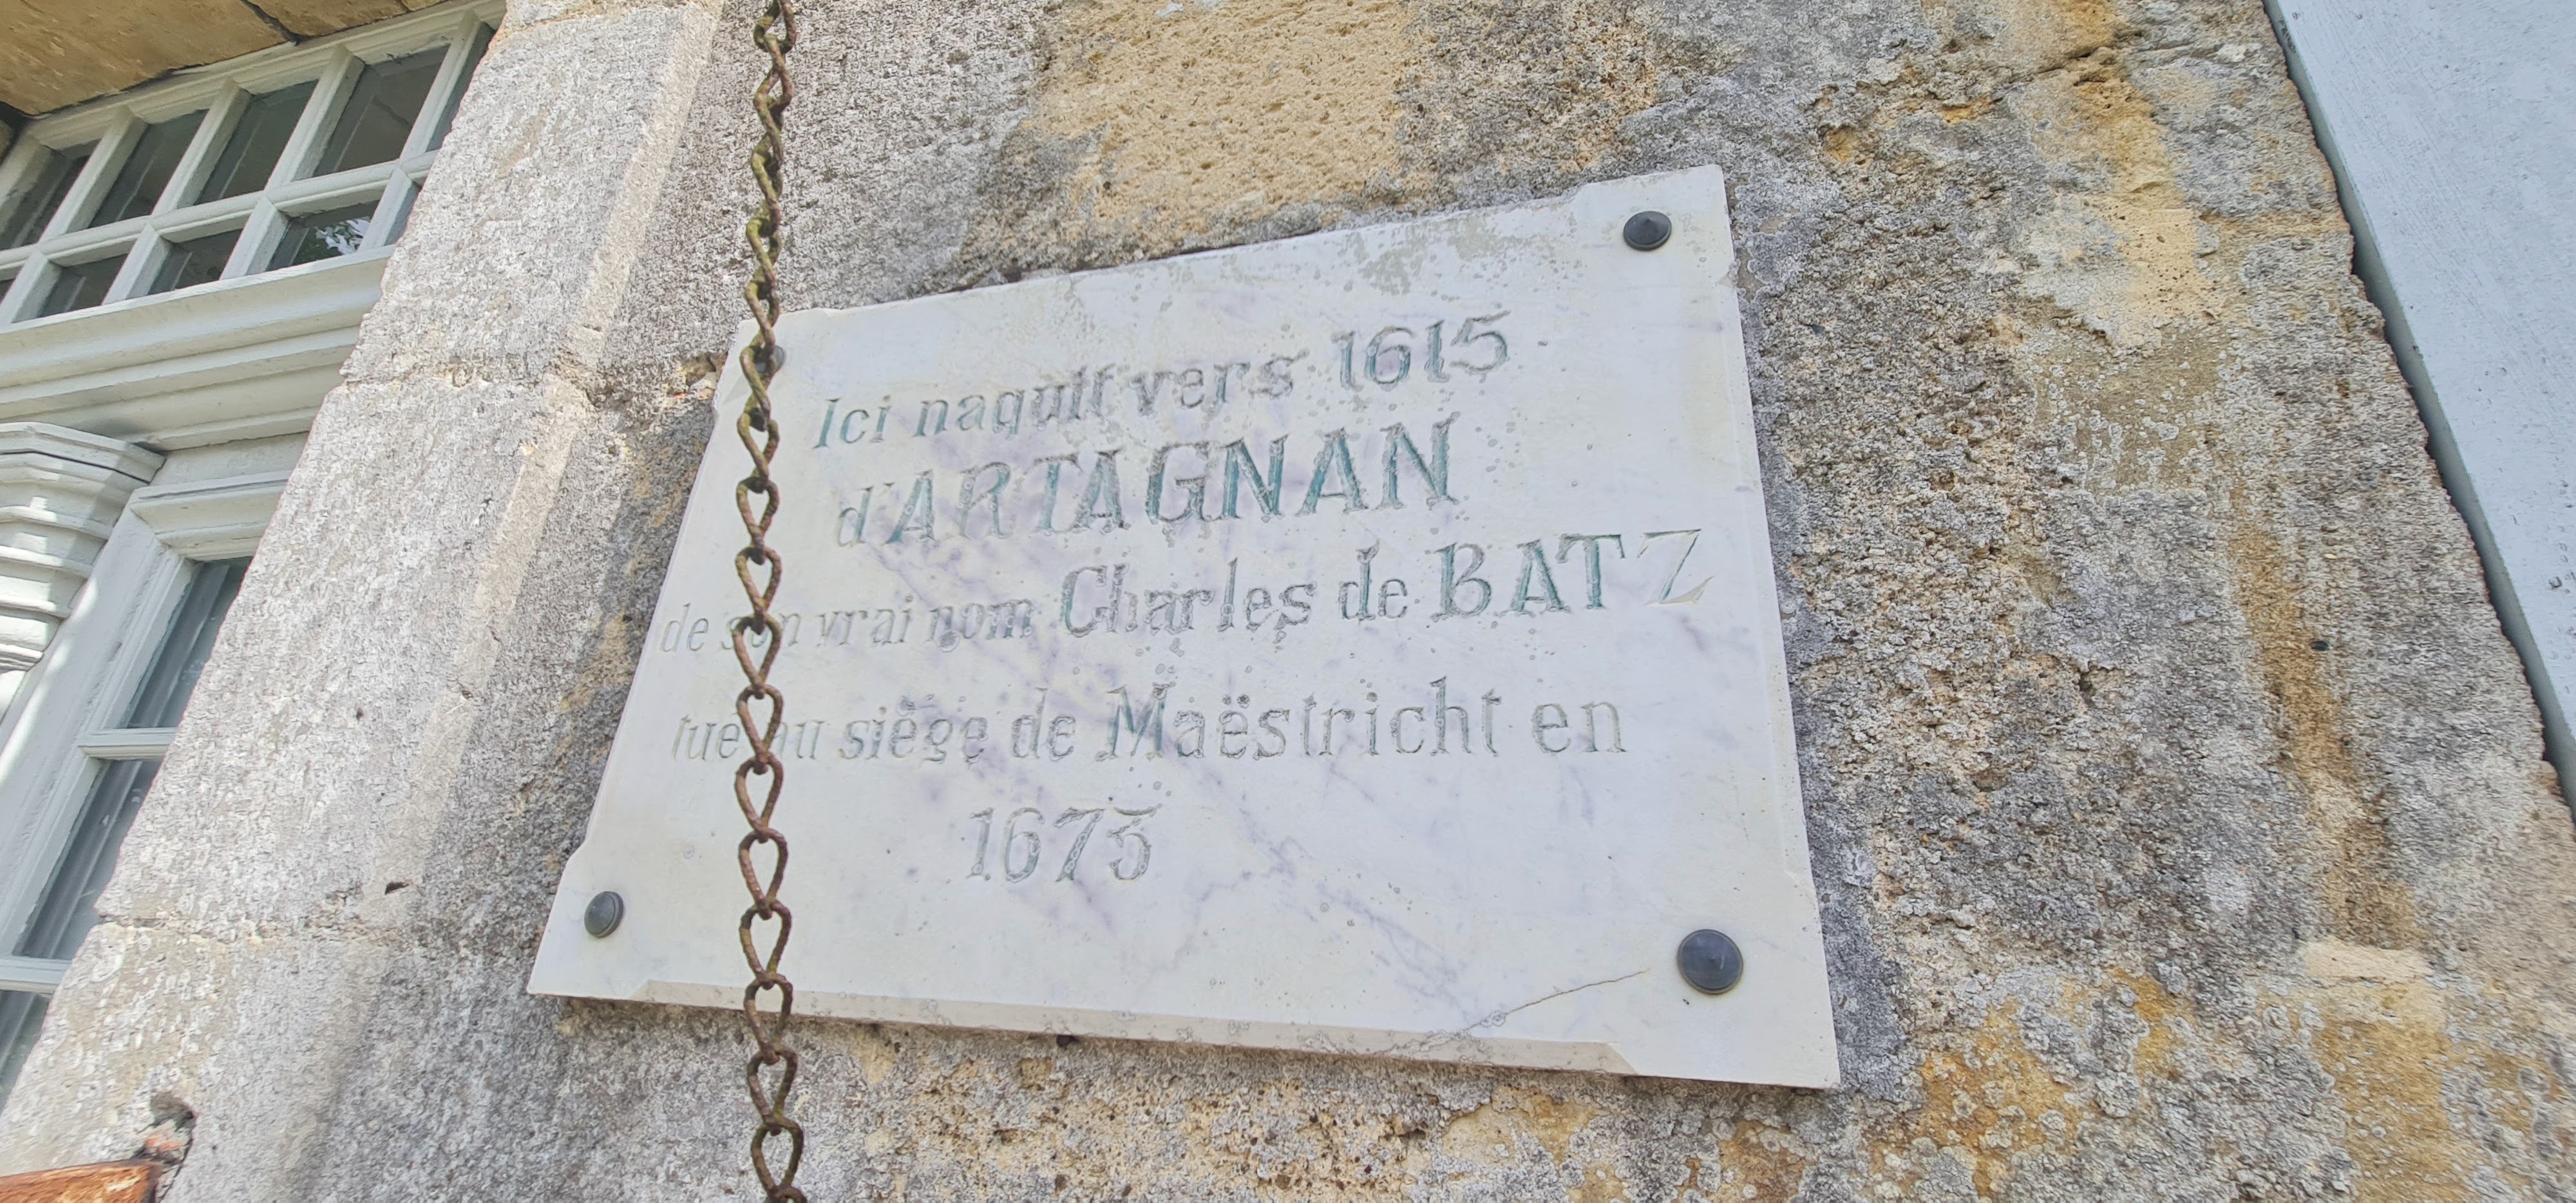 Ici naquit vers 1615
d'ARTAGNAN
de son vrai nom Charles de BATZ
tué au siège de Maëstricht en
1673